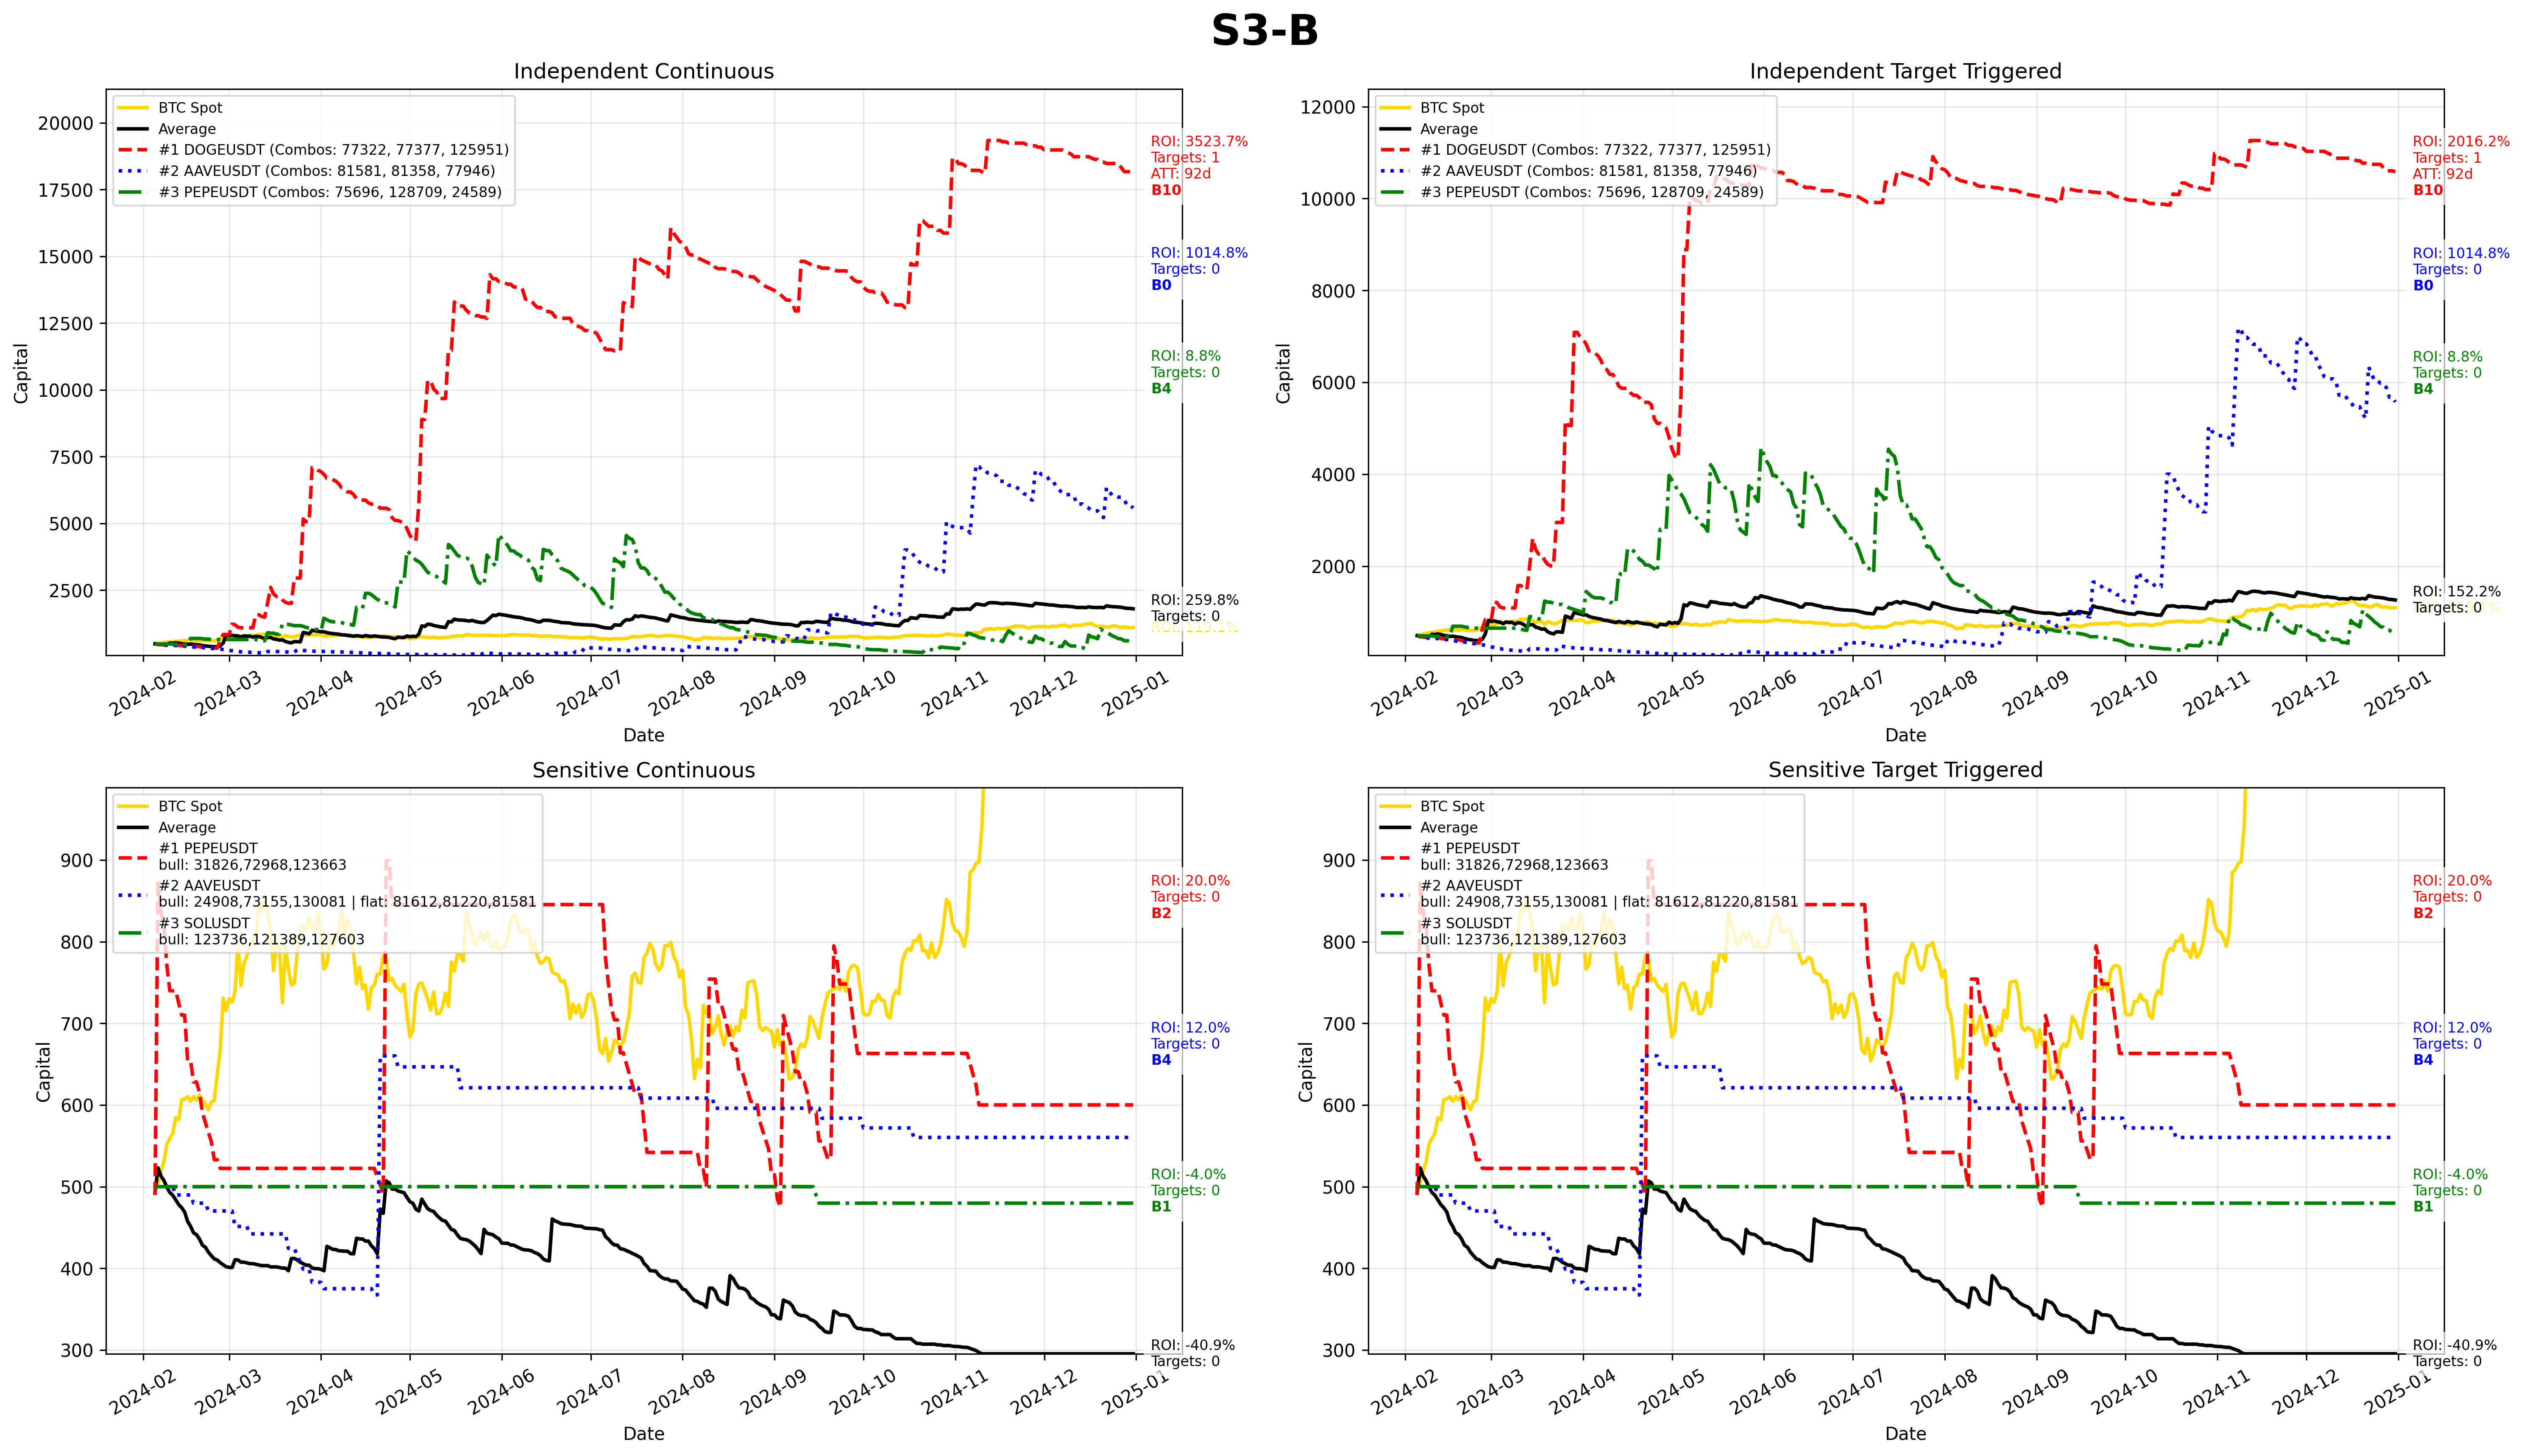 S3-B
Independent Continuous
Capital
20000
17500
15000
12500
10000
7500
5000
2500
BTC Spot
Average
#1 DOGEUSDT (Combos: 77322, 77377, 125951)
#2 AAVEUSDT (Combos: 81581, 81358, 77946)
#3 PEPEUSDT (Combos: 75696, 128709, 24589)
ROI: 3523.7%
Targets: 1
ATT: 92d
B10
ROI: 1014.8%
Targets: 0
B0
ROI: 8.8%
Targets: 0
B4
ROI: 259.8%
Targets: 0
2024-02
2024-03
2024-04
2024-05
2024-06
2024-07
2024-08
2024-09
2024-10
2024-11
2024-12
2025-01
Date
Independent Target Triggered
Capital
12000
10000
8000
6000
4000
2000
BTC Spot
Average
#1 DOGEUSDT (Combos: 77322, 77377, 125951)
#2 AAVEUSDT (Combos: 81581, 81358, 77946)
#3 PEPEUSDT (Combos: 75696, 128709, 24589)
ROI: 2016.2%
Targets: 1
ATT: 92d
B10
ROI: 1014.8%
Targets: 0
B0
ROI: 8.8%
Targets: 0
B4
ROI: 152.2%
Targets: 0
2024-02
2024-03
2024-04
2024-05
2024-06
2024-07
2024-08
2024-09
2024-10
2024-11
2024-12
2025-01
Date
Sensitive Continuous
Capital
900
800
700
600
500
400
300
BTC Spot
Average
#1 PEPEUSDT
bull: 31826,72968,123663
#2 AAVEUSDT
bull: 24908,73155,130081 | flat: 81612,81220,81581
#3 SOLUSDT
bull: 123736,121389,127603
ROI: 20.0%
Targets: 0
B2
ROI: 12.0%
Targets: 0
B4
ROI: -4.0%
Targets: 0
B1
ROI: -40.9%
Targets: 0
2024-02
2024-03
2024-04
2024-05
2024-06
2024-07
2024-08
2024-09
2024-10
2024-11
2024-12
2025-01
Date
Sensitive Target Triggered
Capital
900
800
700
600
500
400
300
BTC Spot
Average
#1 PEPEUSDT
bull: 31826,72968,123663
#2 AAVEUSDT
bull: 24908,73155,130081 | flat: 81612,81220,81581
#3 SOLUSDT
bull: 123736,121389,127603
ROI: 20.0%
Targets: 0
B2
ROI: 12.0%
Targets: 0
B4
ROI: -4.0%
Targets: 0
B1
ROI: -40.9%
Targets: 0
2024-02
2024-03
2024-04
2024-05
2024-06
2024-07
2024-08
2024-09
2024-10
2024-11
2024-12
2025-01
Date